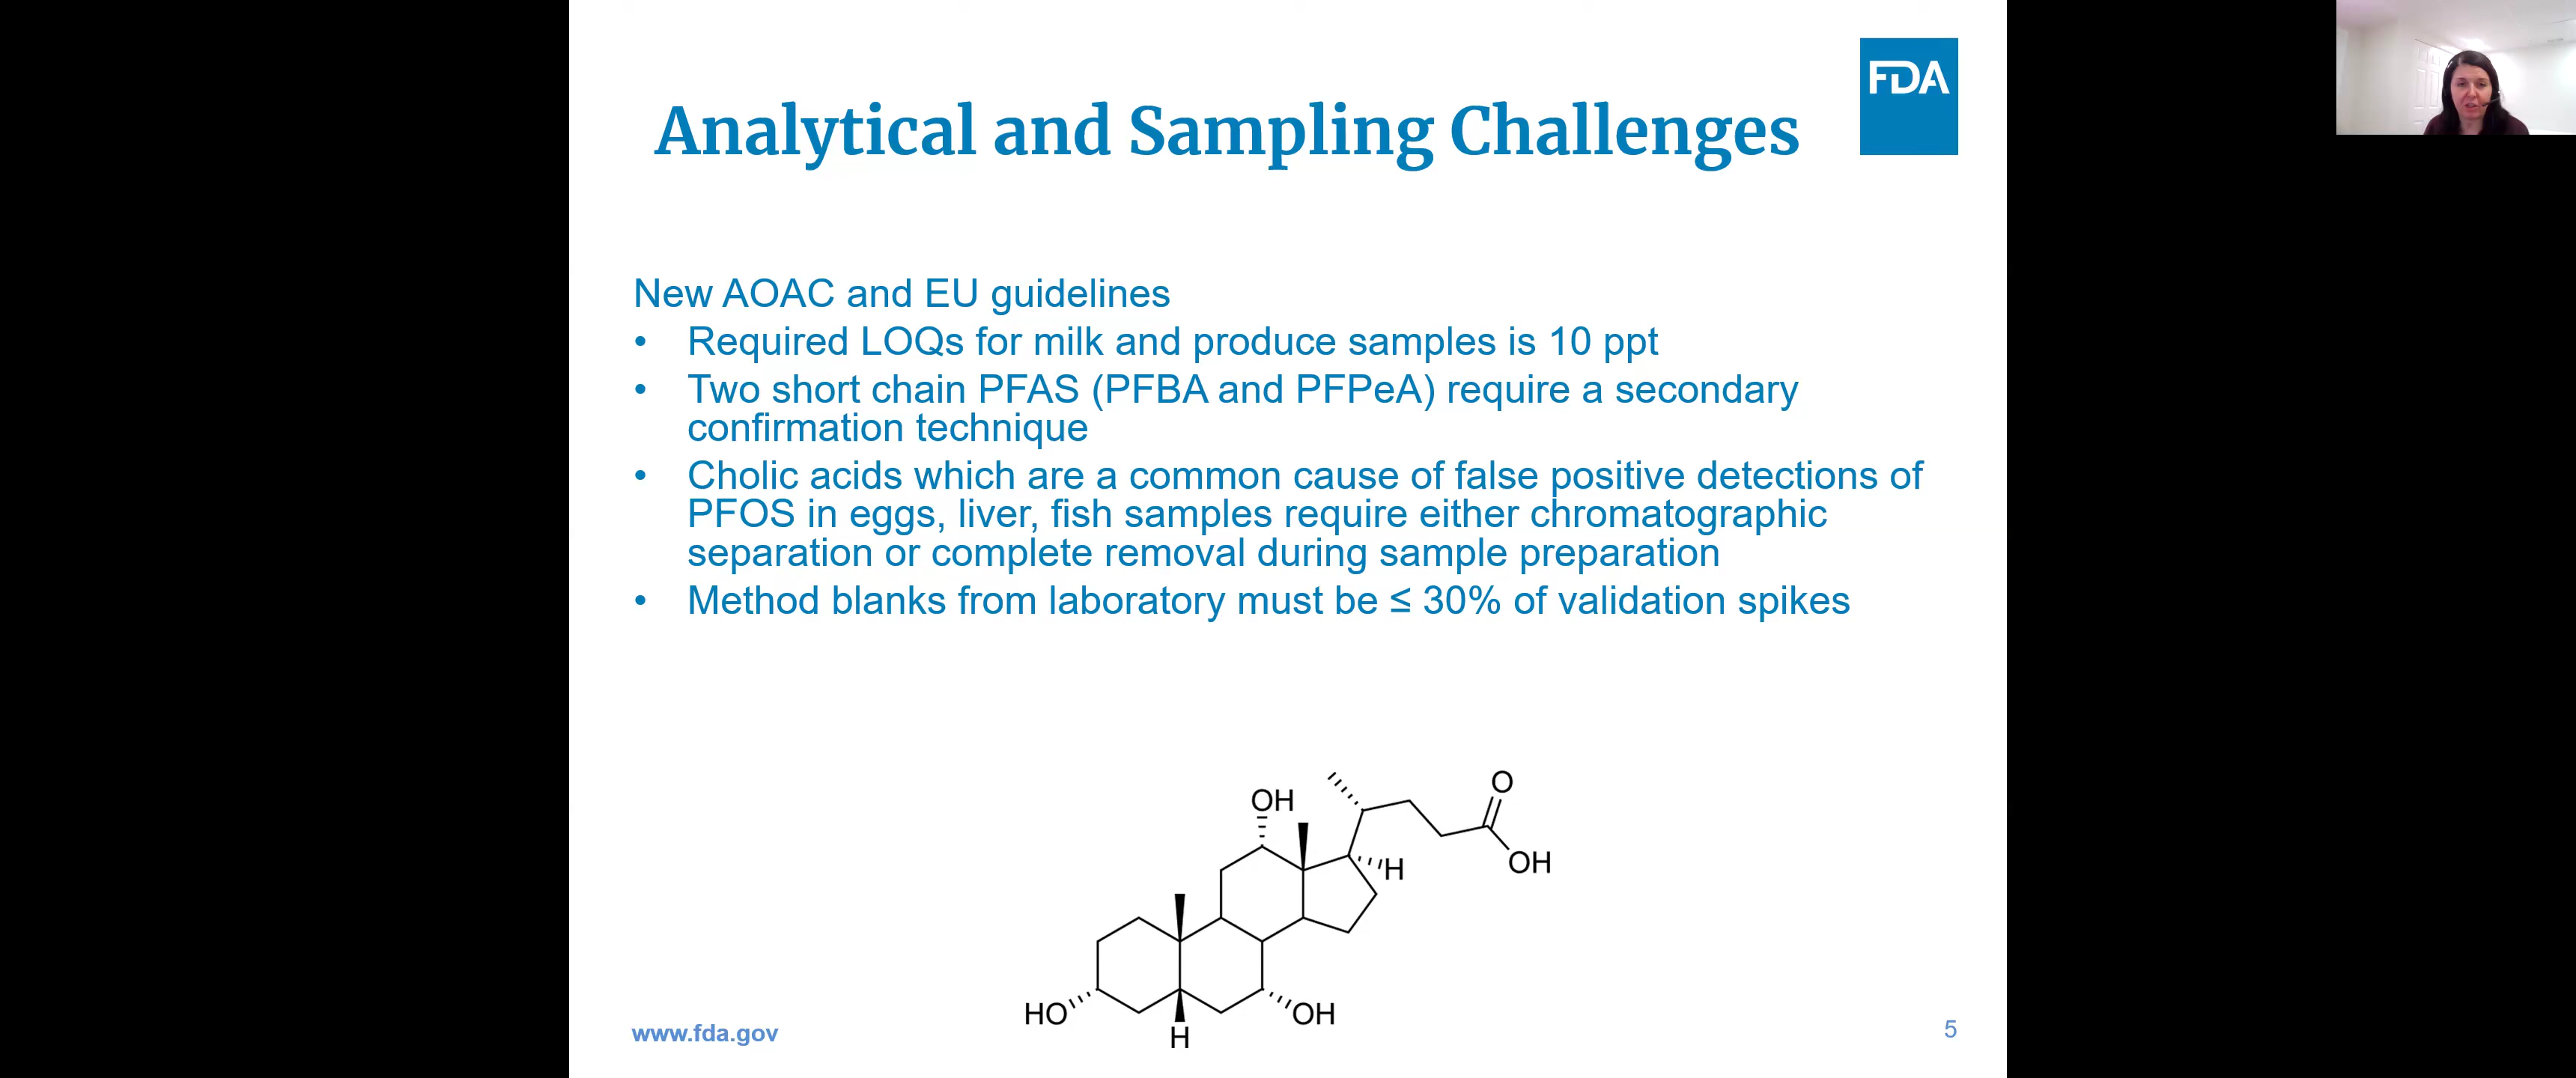 FDA
Analytical and Sampling Challenges
New AOAC and EU guidelines
• Required LOQs for milk and produce samples is 10 ppt
• Two short chain PFAS (PFBA and PFPeA) require a secondary
confirmation technique
• Cholic acids which are a common cause of false positive detections of
PFOS in eggs, liver, fish samples require either chromatographic
separation or complete removal during sample preparation
• Method blanks from laboratory must be ≤ 30% of validation spikes
O
OH
OH
H
HO
OH
H
www.fda.gov
5